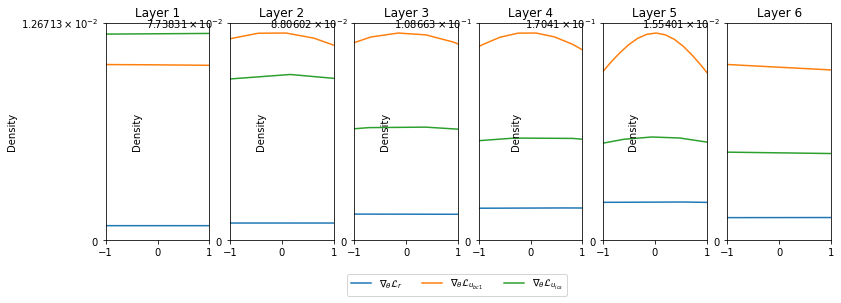 Layer 1
Layer 2
Layer 3
Layer 4
Layer 5
Layer 6
1.26713 × 10⁻²
7.73831 × 10⁻²
8.80602 × 10⁻²
1.08663 × 10⁻¹
1.7041 × 10⁻¹
1.55401 × 10⁻²
Density
Density
Density
Density
Density
Density
0
0
0
0
0
0
−1 0 1
−1 0 1
−1 0 1
−1 0 1
−1 0 1
−1 0 1
∇θℒr ∇θℒu_bc1 ∇θℒu_ics